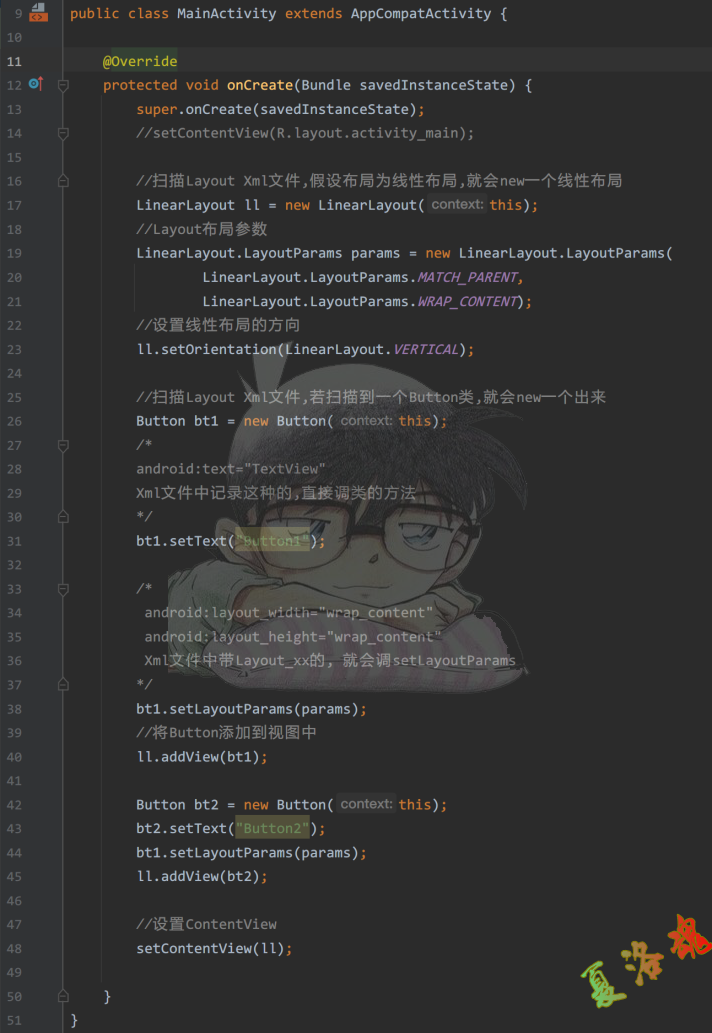 9 public class MainActivity extends AppCompatActivity {
10
11 @Override
12 protected void onCreate(Bundle savedInstanceState) {
13 super.onCreate(savedInstanceState);
14 //setContentView(R.layout.activity_main);
15
16 //扫描Layout Xml文件,假设布局为线性布局,就会new一个线性布局
17 LinearLayout ll = new LinearLayout( context: this);
18 //Layout布局参数
19 LinearLayout.LayoutParams params = new LinearLayout.LayoutParams(
20 LinearLayout.LayoutParams.MATCH_PARENT,
21 LinearLayout.LayoutParams.WRAP_CONTENT);
22 //设置线性布局的方向
23 ll.setOrientation(LinearLayout.VERTICAL);
24
25 //扫描Layout Xml文件,若扫描到一个Button类,就会new一个出来
26 Button bt1 = new Button( context: this);
27 /*
28 android:text="TextView"
29 Xml文件中记录这种的,直接调类的方法
30 */
31 bt1.setText("Button1");
32
33 /*
34 android:layout_width="wrap_content"
35 android:layout_height="wrap_content"
36 Xml文件中带Layout_xx的, 就会调setLayoutParams
37 */
38 bt1.setLayoutParams(params);
39 //将Button添加到视图中
40 ll.addView(bt1);
41
42 Button bt2 = new Button( context: this);
43 bt2.setText("Button2");
44 bt1.setLayoutParams(params);
45 ll.addView(bt2);
46
47 //设置ContentView
48 setContentView(ll);
49
50 }
51 }
夏洛魂